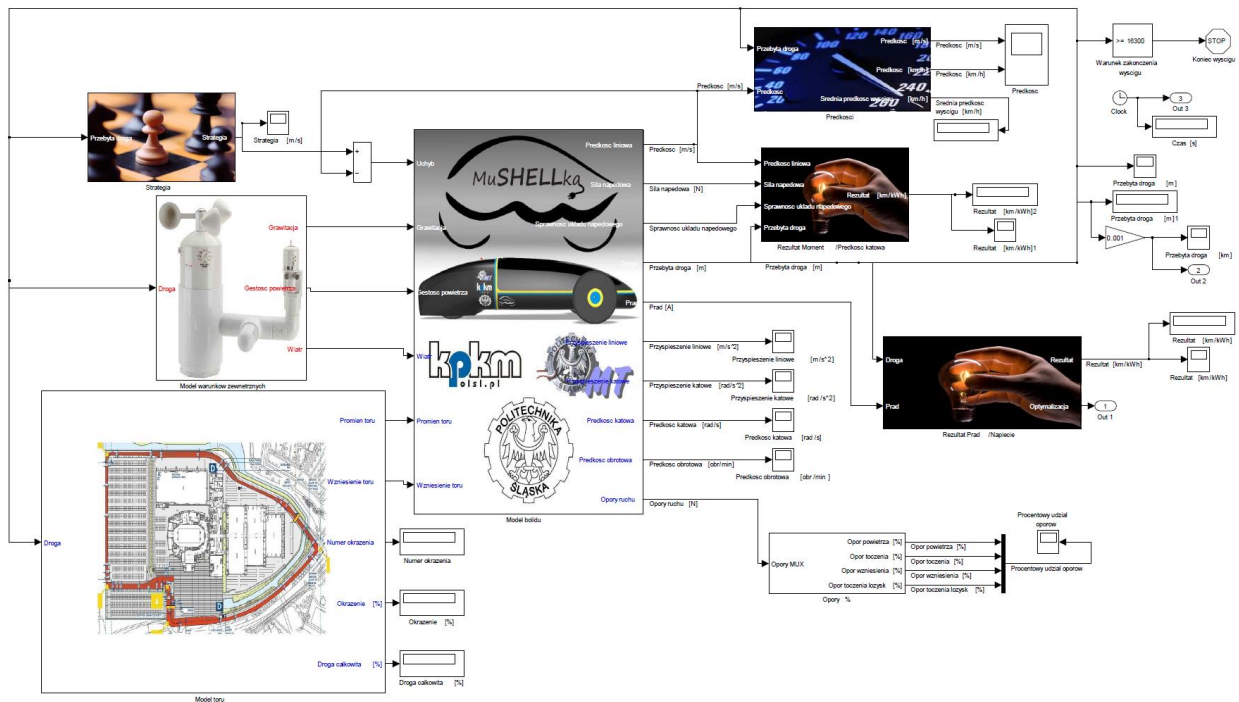 Przebyta droga
Strategia
Strategia
Strategia [m/s]
+
−
Grawitacja
Droga
Gestosc powietrza
Wiatr
Model warunkow zewnetrznych
Promien toru
Wzniesienie toru
Droga
Numer okrazenia
Okrazenie [%]
Droga calkowita [%]
Model toru
Numer okrazenia
Okrazenie [%]
Droga calkowita [%]
Uchyb
Grawitacja
Gestosc powietrza
Wiatr
Promien toru
Wzniesienie toru
MuSHELLka
kpkm
polsl.pl
MT
POLITECHNIKA
ŚLĄSKA
Predkosc liniowa
Sila napedowa
Sprawnosc ukladu napedowego
Przyspieszenie liniowe
Przyspieszenie katowe
Predkosc katowa
Predkosc obrotowa
Opory ruchu
Model bolidu
Predkosc [m/s]
Predkosc [m/s]
Sila napedowa [N]
Sprawnosc ukladu napedowego
Przebyta droga [m]
Przebyta droga [m]
Prad [A]
Przyspieszenie liniowe [m/s^2]
Przyspieszenie katowe [rad/s^2]
Predkosc katowa [rad/s]
Predkosc obrotowa [obr/min]
Opory ruchu [N]
Przyspieszenie liniowe [m/s^2]
Przyspieszenie katowe [rad/s^2]
Predkosc katowa [rad/s]
Predkosc obrotowa [obr/min]
Przebyta droga
Predkosc
Predkosc [m/s]
Predkosc [km/h]
Srednia predkosc wyscigu [km/h]
Predkosci
Predkosc [m/s]
Predkosc [km/h]
Srednia predkosc
wyscigu [km/h]
Predkosc
Predkosc liniowa
Sila napedowa
Sprawnosc ukladu napedowego
Przebyta droga
Rezultat [km/kWh]
Rezultat Moment /Predkosc katowa
Rezultat [km/kWh]2
Rezultat [km/kWh]1
>= 16300
Warunek zakonczenia
wyscigu
STOP
Koniec wyscigu
Clock
3
Out 3
Czas [s]
Przebyta droga [m]
Przebyta droga [m]1
0.001
Przebyta droga [km]
2
Out 2
Droga
Prad
Rezultat
Optymalizacja
Rezultat Prad /Napiecie
Rezultat [km/kWh]
Rezultat [km/kWh]
Rezultat [km/kWh]
1
Out 1
Opory MUX
Opor powietrza [%]
Opor toczenia [%]
Opor wzniesienia [%]
Opor toczenia lozysk [%]
Opory %
Opor powietrza [%]
Opor toczenia [%]
Opor wzniesienia [%]
Opor toczenia lozysk [%]
Procentowy udzial
oporow
Procentowy udzial oporow